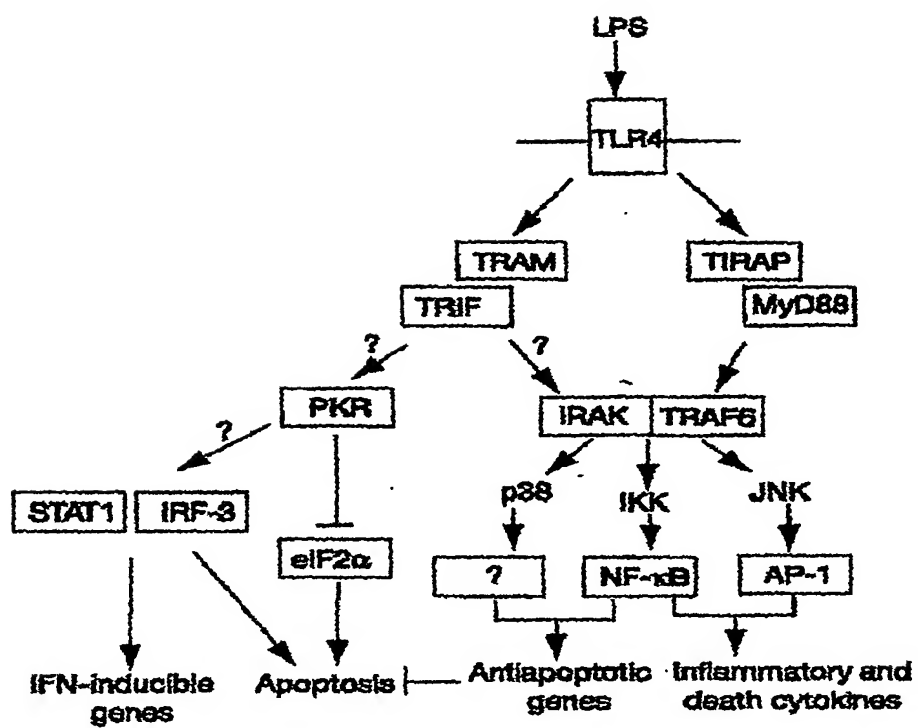 LPS
TLR4
TRAM
TIRAP
TRIF
MyD88
?
?
PKR
IRAK
TRAF6
?
p38
IKK
JNK
STAT1
IRF-3
eIF2α
?
NF-κB
AP-1
IFN-inducible
genes
Apoptosis
Antiapoptotic
genes
Inflammatory and
death cytokines